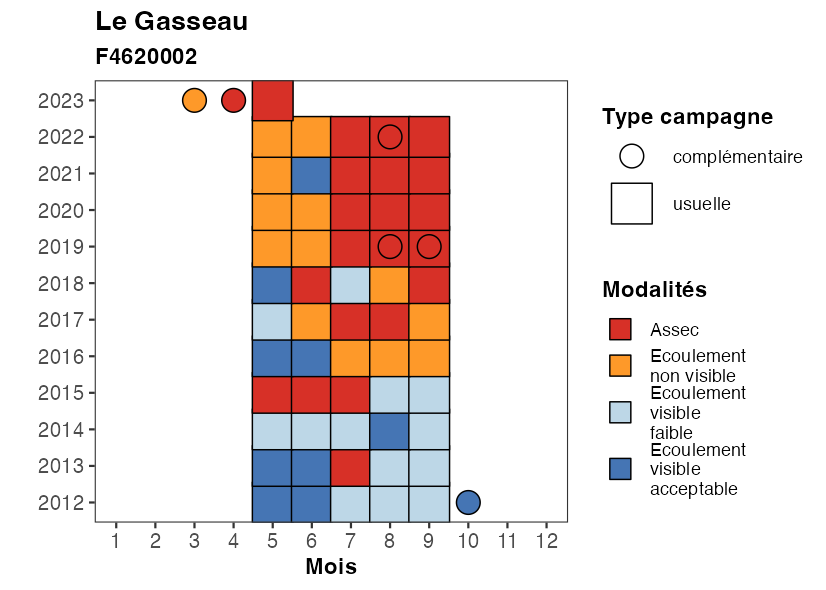 Le Gasseau
F4620002
2023
2022
2021
2020
2019
2018
2017
2016
2015
2014
2013
2012
1 2 3 4 5 6 7 8 9 10 11 12
Mois
Type campagne
complémentaire
usuelle
Modalités
Assec
Ecoulement
non visible
Ecoulement
visible
faible
Ecoulement
visible
acceptable